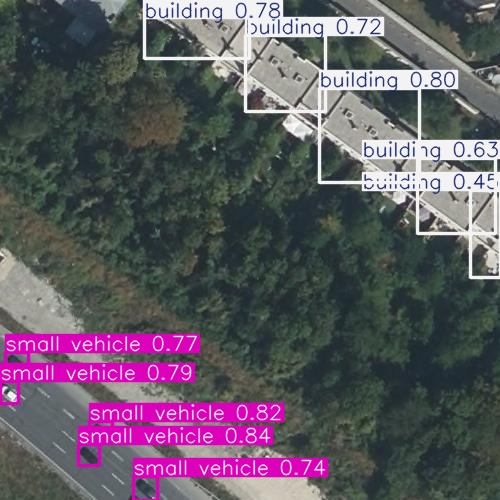 building 0.78
building 0.72
building 0.80
building 0.63
building 0.45
small vehicle 0.77
small vehicle 0.79
small vehicle 0.82
small vehicle 0.84
small vehicle 0.74